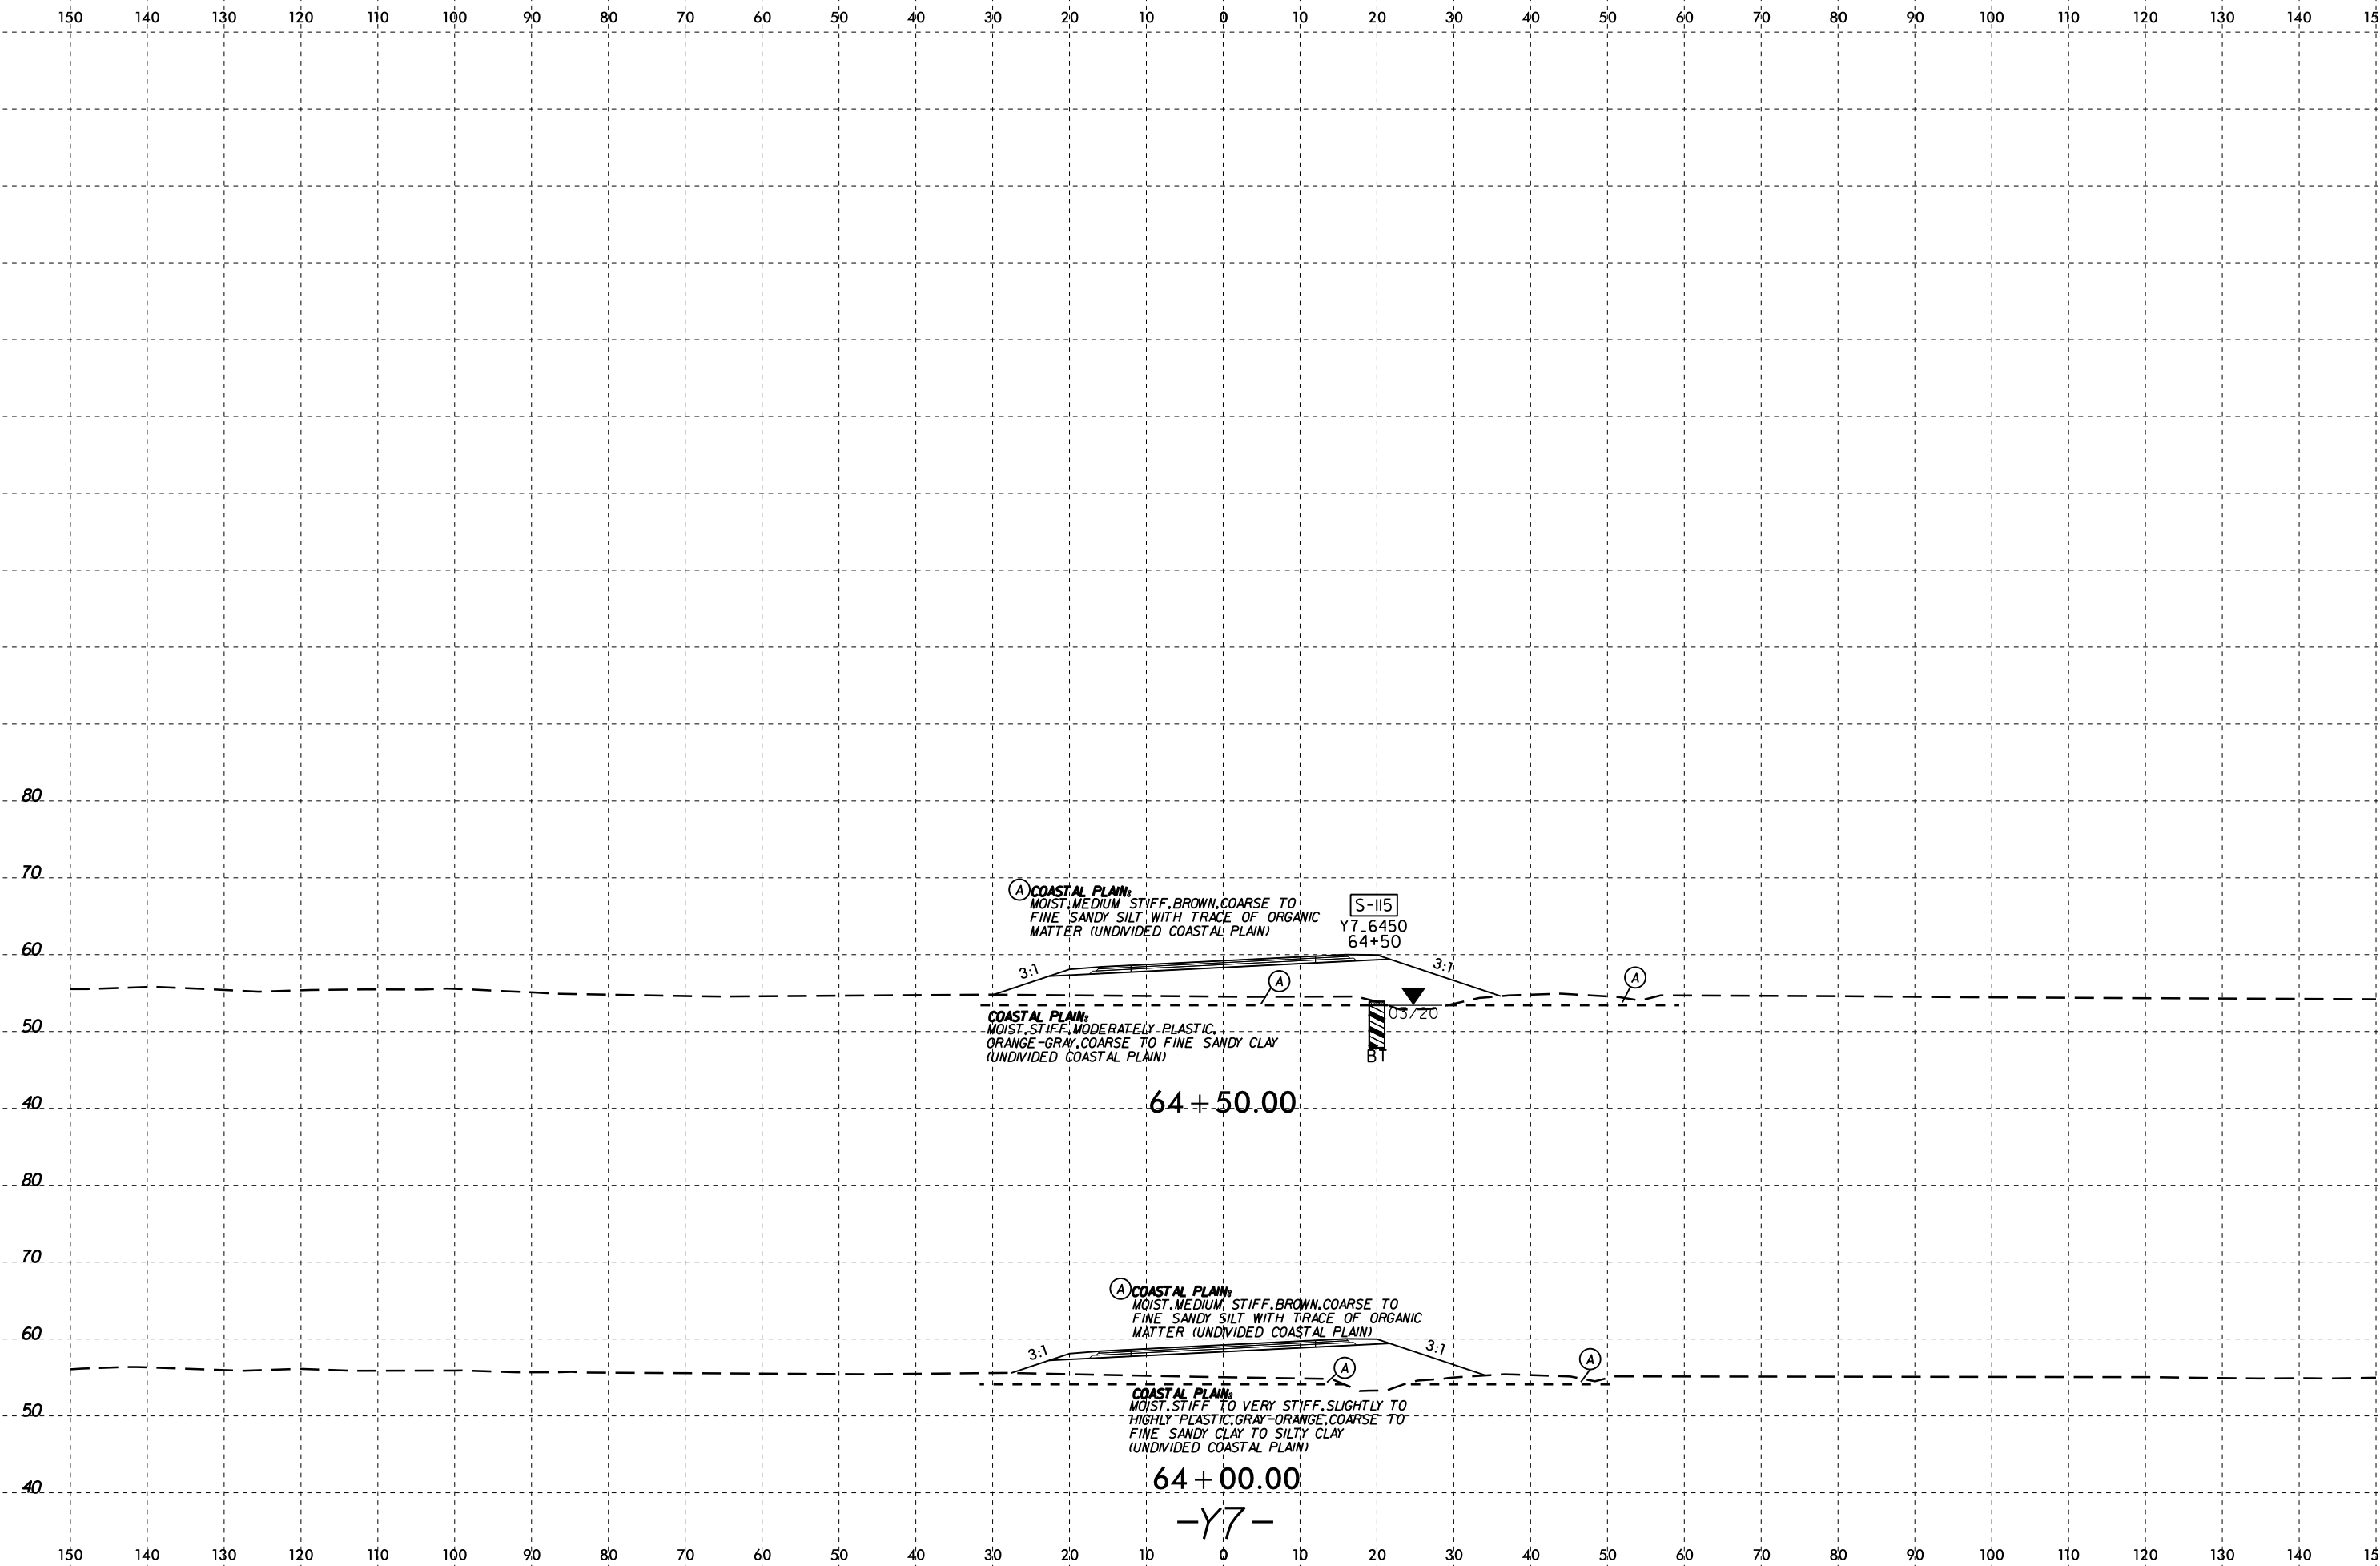 150 140 130 120 110 100 90 80 70 60 50 40 30 20 10 0 10 20 30 40 50 60 70 80 90 100 110 120 130 140 15
80
70
A COASTAL PLAIN:
MOIST, MEDIUM STIFF, BROWN, COARSE TO
FINE SANDY SILT WITH TRACE OF ORGANIC
MATTER (UNDIVIDED COASTAL PLAIN)
S-115
Y7_6450
64+50
60
3:1
3:1
A
A
50
03/20
COASTAL PLAIN:
MOIST, STIFF, MODERATELY PLASTIC,
ORANGE-GRAY, COARSE TO FINE SANDY CLAY
(UNDIVIDED COASTAL PLAIN)
BT
40
64+50.00
80
70
A COASTAL PLAIN:
MOIST, MEDIUM STIFF, BROWN, COARSE TO
FINE SANDY SILT WITH TRACE OF ORGANIC
MATTER (UNDIVIDED COASTAL PLAIN)
60
3:1
3:1
A
A
COASTAL PLAIN:
MOIST, STIFF TO VERY STIFF, SLIGHTLY TO
HIGHLY PLASTIC, GRAY-ORANGE, COARSE TO
FINE SANDY CLAY TO SILTY CLAY
(UNDIVIDED COASTAL PLAIN)
50
64+00.00
40
-Y7-
150 140 130 120 110 100 90 80 70 60 50 40 30 20 10 0 10 20 30 40 50 60 70 80 90 100 110 120 130 140 15